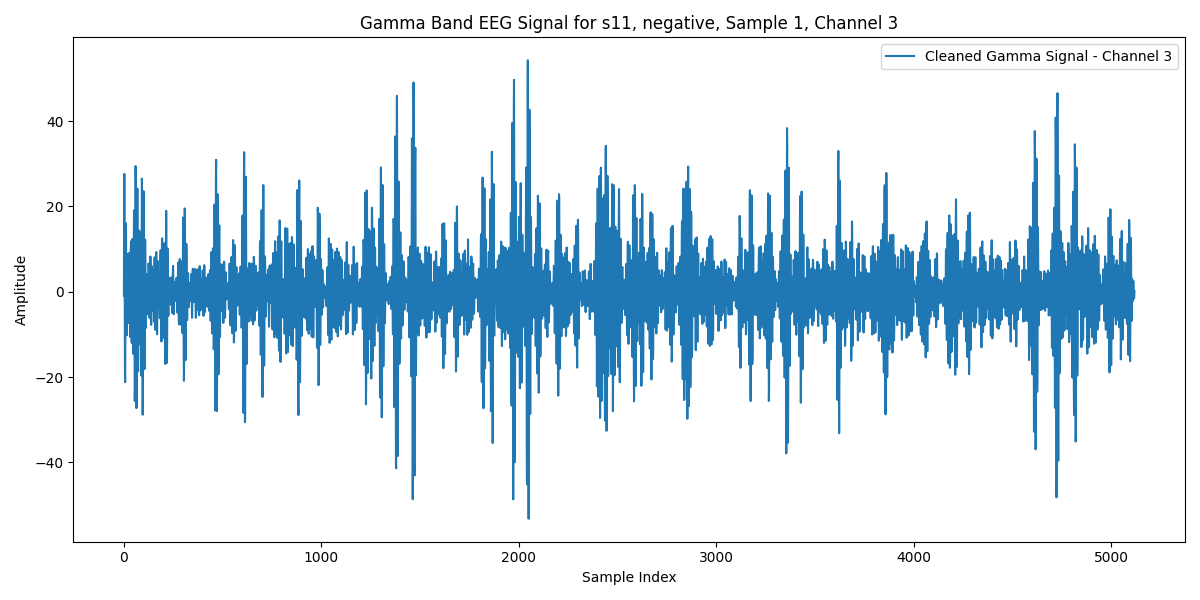 Gamma Band EEG Signal for s11, negative, Sample 1, Channel 3
Cleaned Gamma Signal - Channel 3
Amplitude
40
20
0
−20
−40
0 1000 2000 3000 4000 5000
Sample Index